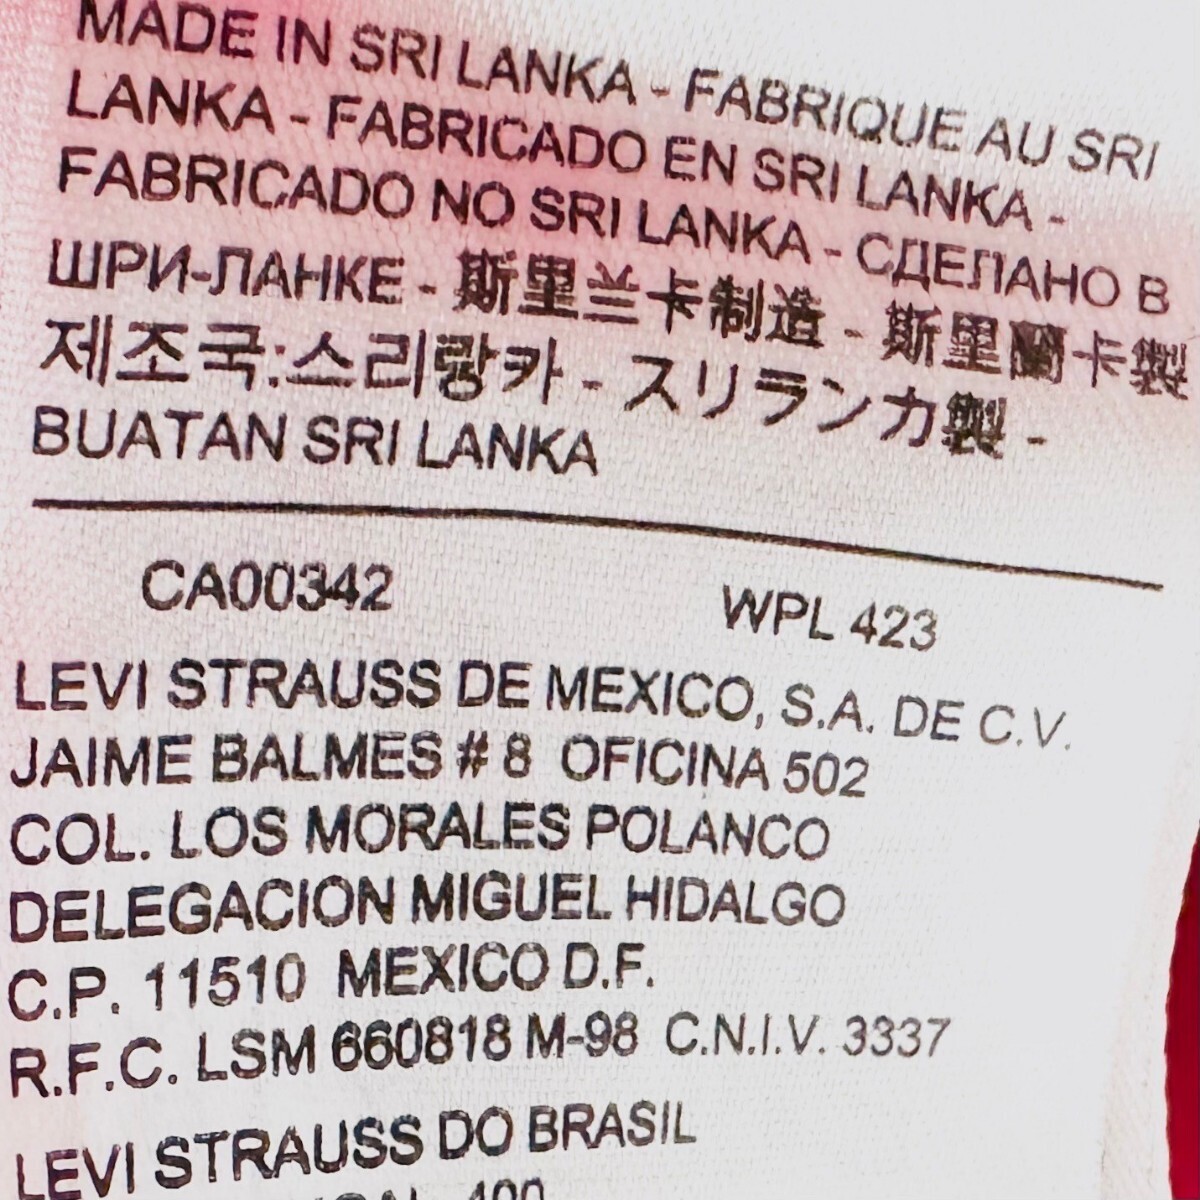 MADE IN SRI LANKA - FABRIQUE AU SRI
LANKA - FABRICADO EN SRI LANKA -
FABRICADO NO SRI LANKA - СДЕЛАНО В
ШРИ-ЛАНКЕ - 斯里兰卡制造 - 斯里蘭卡製
제조국:스리랑카 - スリランカ製 -
BUATAN SRI LANKA
CA00342 WPL 423
LEVI STRAUSS DE MEXICO, S.A. DE C.V.
JAIME BALMES # 8 OFICINA 502
COL. LOS MORALES POLANCO
DELEGACION MIGUEL HIDALGO
C.P. 11510 MEXICO D.F.
R.F.C. LSM 660818 M-98 C.N.I.V. 3337
LEVI STRAUSS DO BRASIL
400